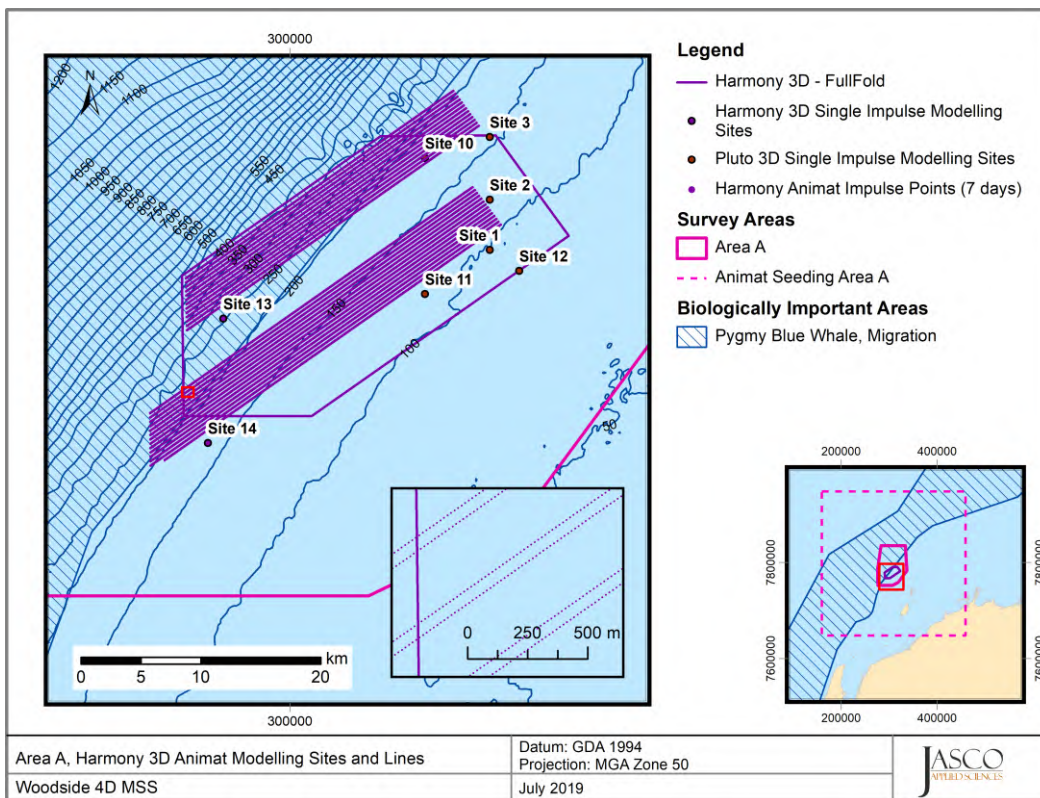 300000
N
1200
1150
1100
1050
1000
950
900
850
800
550
450
500
400
350
300
250
200
150
100
50
Site 3
Site 10
Site 2
Site 1
Site 12
Site 11
Site 13
Site 14
0 250 500 m
km
0 5 10 20
300000
Legend
Harmony 3D - FullFold
Harmony 3D Single Impulse Modelling
Sites
Pluto 3D Single Impulse Modelling Sites
Harmony Animat Impulse Points (7 days)
Survey Areas
Area A
Animat Seeding Area A
Biologically Important Areas
Pygmy Blue Whale, Migration
200000 400000
7800000 7800000
7600000 7600000
200000 400000
Area A, Harmony 3D Animat Modelling Sites and Lines
Woodside 4D MSS
Datum: GDA 1994
Projection: MGA Zone 50
July 2019
JASCO
APPLIED SCIENCES